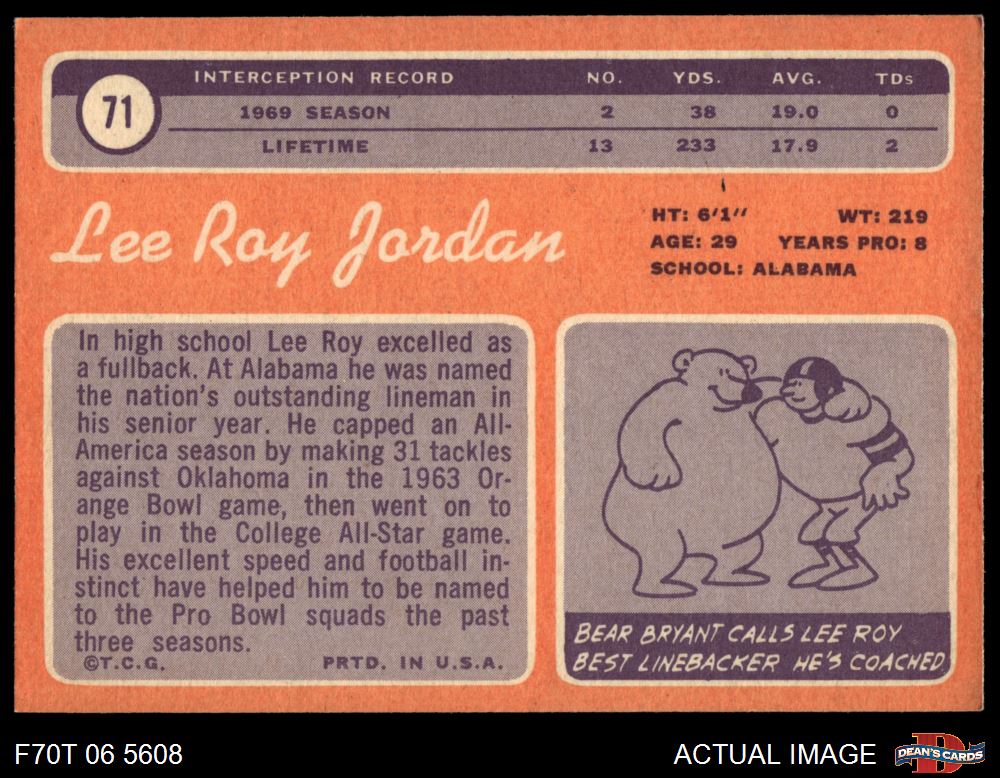 INTERCEPTION RECORD NO. YDS. AVG. TDs
71
1969 SEASON 2 38 19.0 0
LIFETIME 13 233 17.9 2
Lee Roy Jordan
HT: 6'1" WT: 219
AGE: 29 YEARS PRO: 8
SCHOOL: ALABAMA
In high school Lee Roy excelled as
a fullback. At Alabama he was named
the nation's outstanding lineman in
his senior year. He capped an All-
America season by making 31 tackles
against Oklahoma in the 1963 Or-
ange Bowl game, then went on to
play in the College All-Star game.
His excellent speed and football in-
stinct have helped him to be named
to the Pro Bowl squads the past
three seasons.
©T.C.G. PRTD. IN U.S.A.
BEAR BRYANT CALLS LEE ROY
BEST LINEBACKER HE'S COACHED
F70T 06 5608
ACTUAL IMAGE
D
DEAN'S CARDS